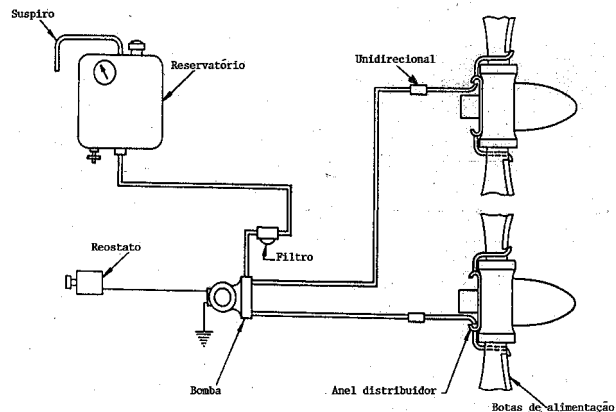 Suspiro
Reservatório
Unidirecional
Reostato
Filtro
Bomba
Anel distribuidor
Botas de alimentação